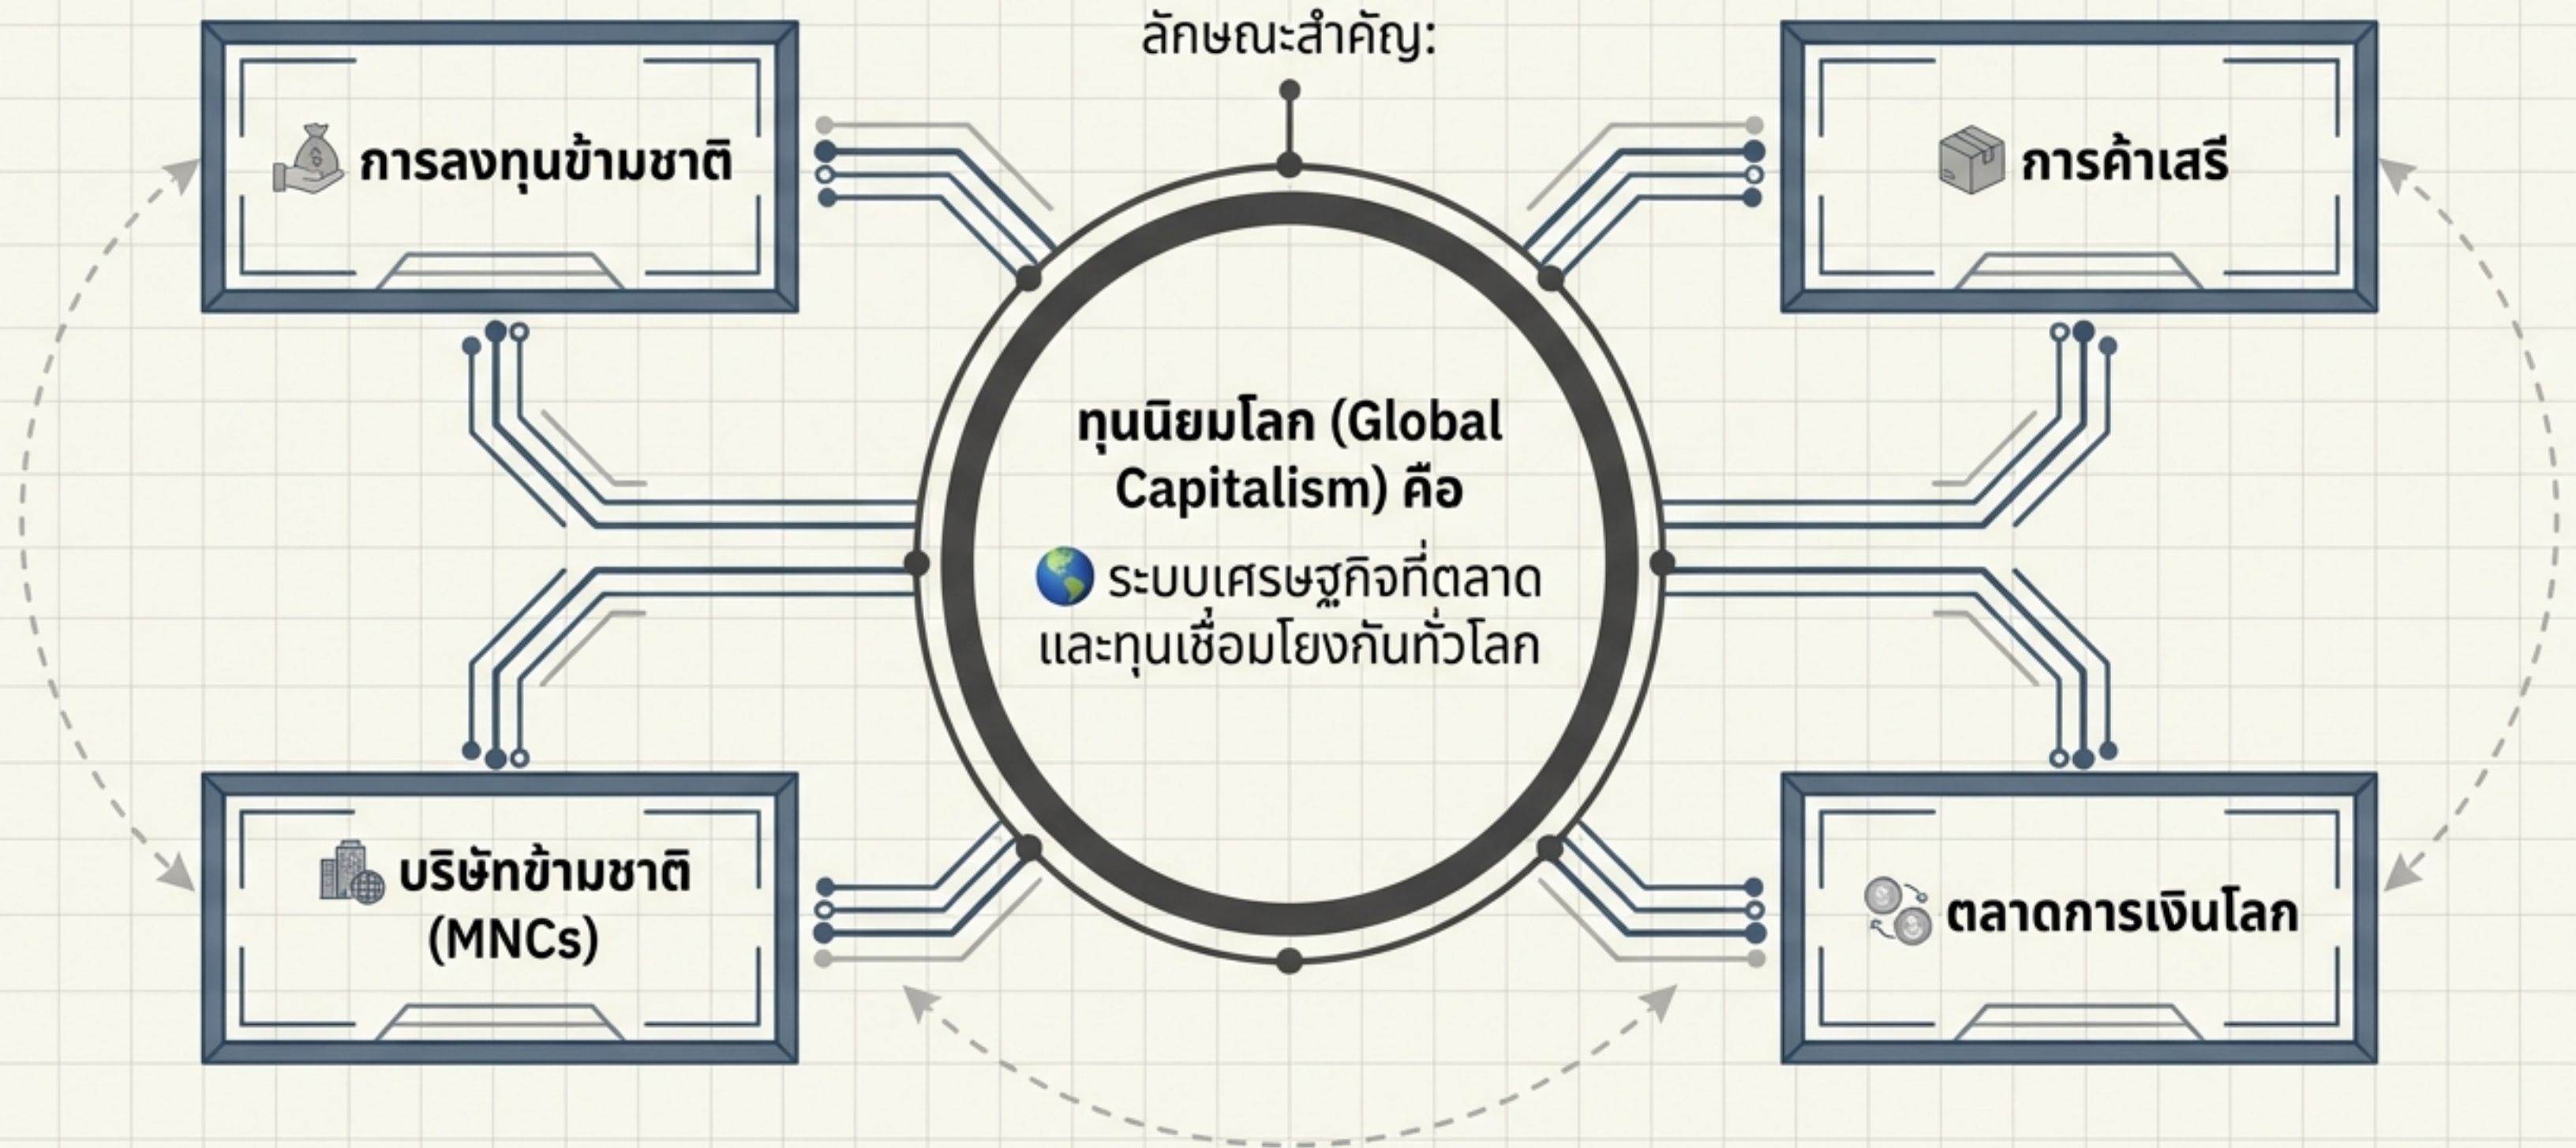 ลักษณะสำคัญ:
การลงทุนข้ามชาติ
การค้าเสรี
ทุนนิยมโลก (Global
Capitalism) คือ
ระบบเศรษฐกิจที่ตลาด
และทุนเชื่อมโยงกันทั่วโลก
บริษัทข้ามชาติ
(MNCs)
ตลาดการเงินโลก